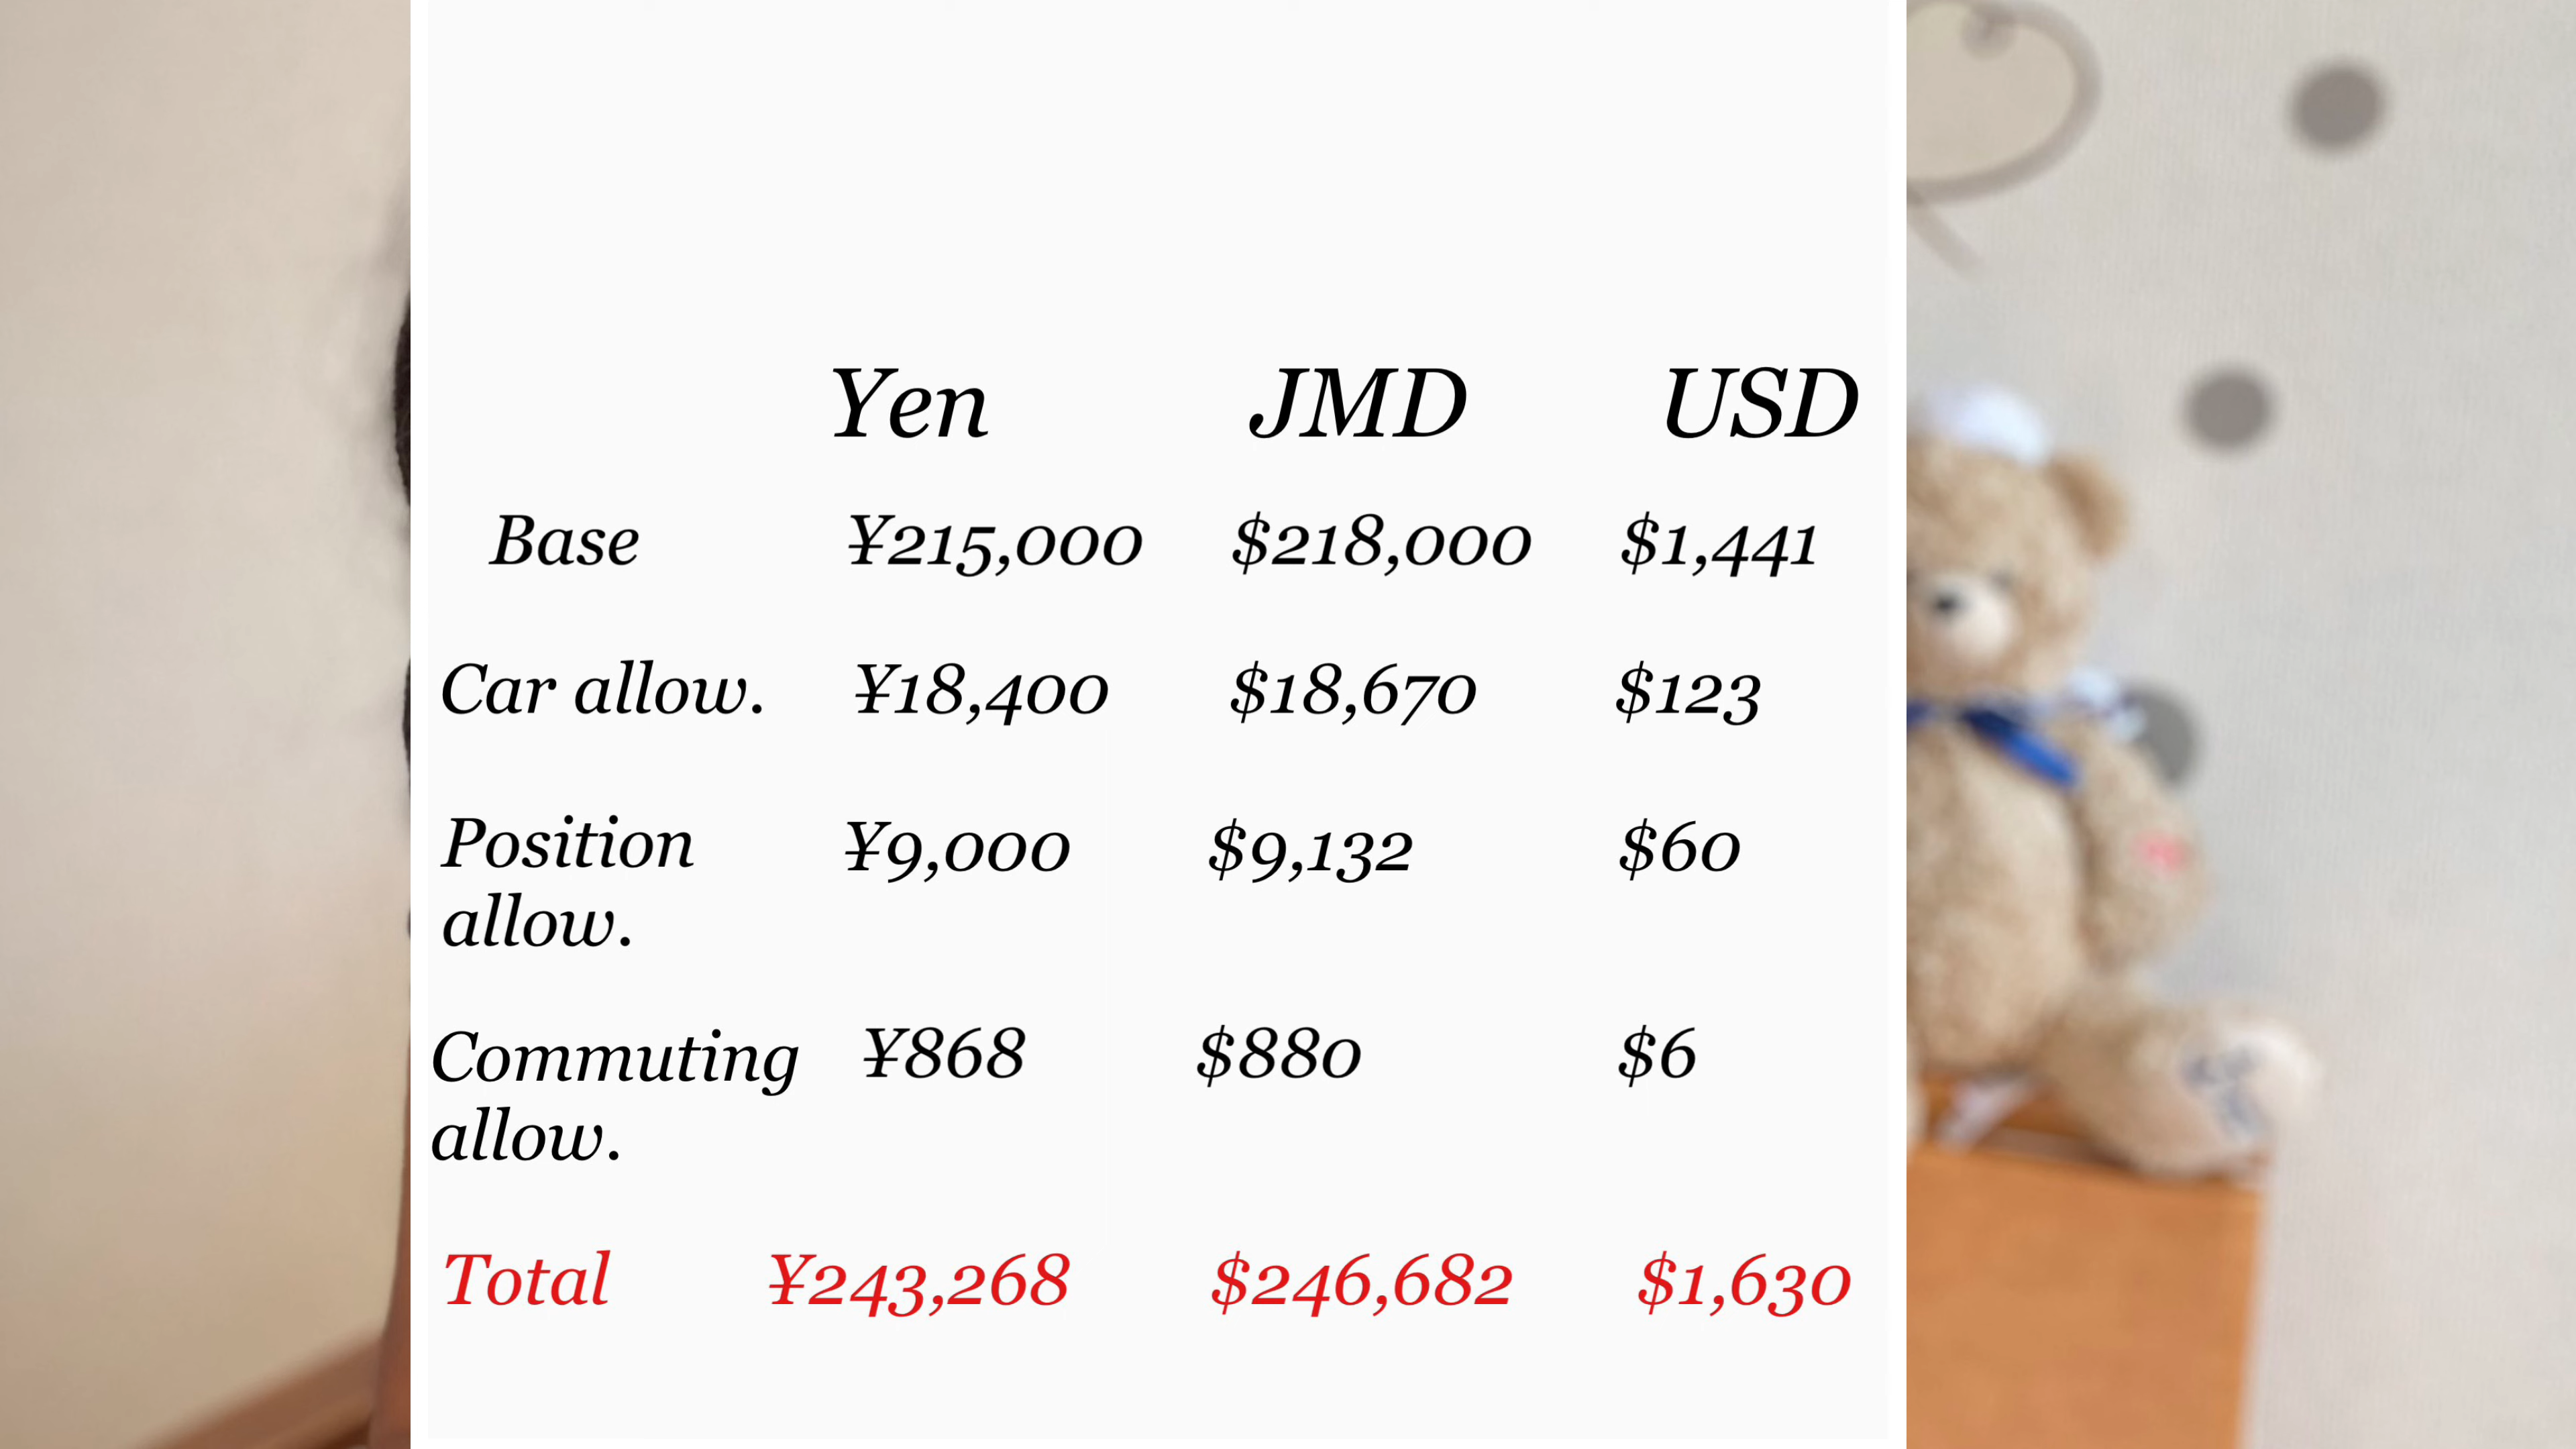 Yen JMD USD
Base ¥215,000 $218,000 $1,441
Car allow. ¥18,400 $18,670 $123
Position ¥9,000 $9,132 $60
allow.
Commuting ¥868 $880 $6
allow.
Total ¥243,268 $246,682 $1,630